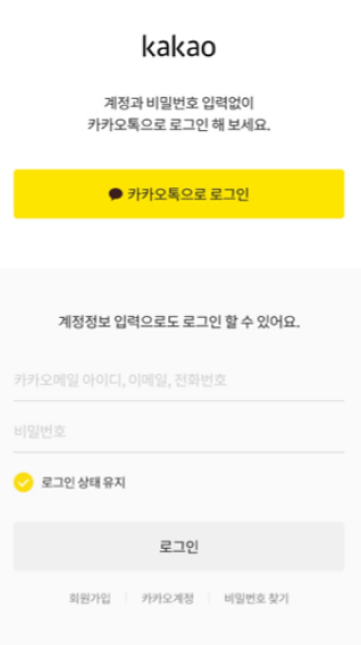 kakao
계정과 비밀번호 입력없이
카카오톡으로 로그인 해 보세요.
카카오톡으로 로그인
계정정보 입력으로도 로그인 할 수 있어요.
카카오메일 아이디, 이메일, 전화번호
비밀번호
로그인 상태 유지
로그인
회원가입 | 카카오계정 | 비밀번호 찾기